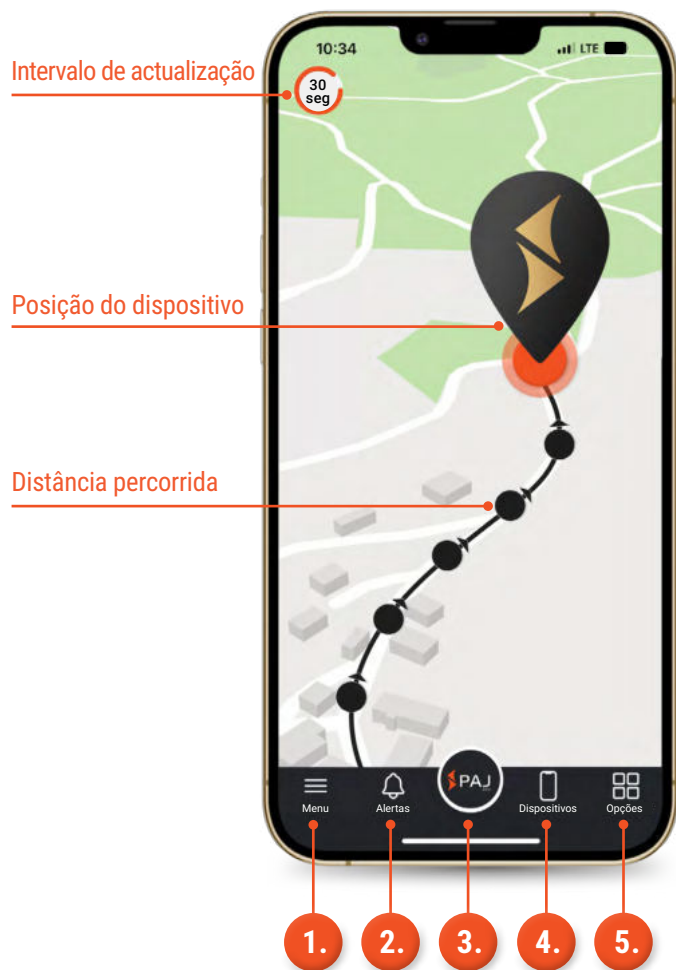 10:34
LTE
Intervalo de actualização
30
seg
Posição do dispositivo
Distância percorrida
PAJ
Menu
Alertas
Dispositivos
Opções
1.
2.
3.
4.
5.